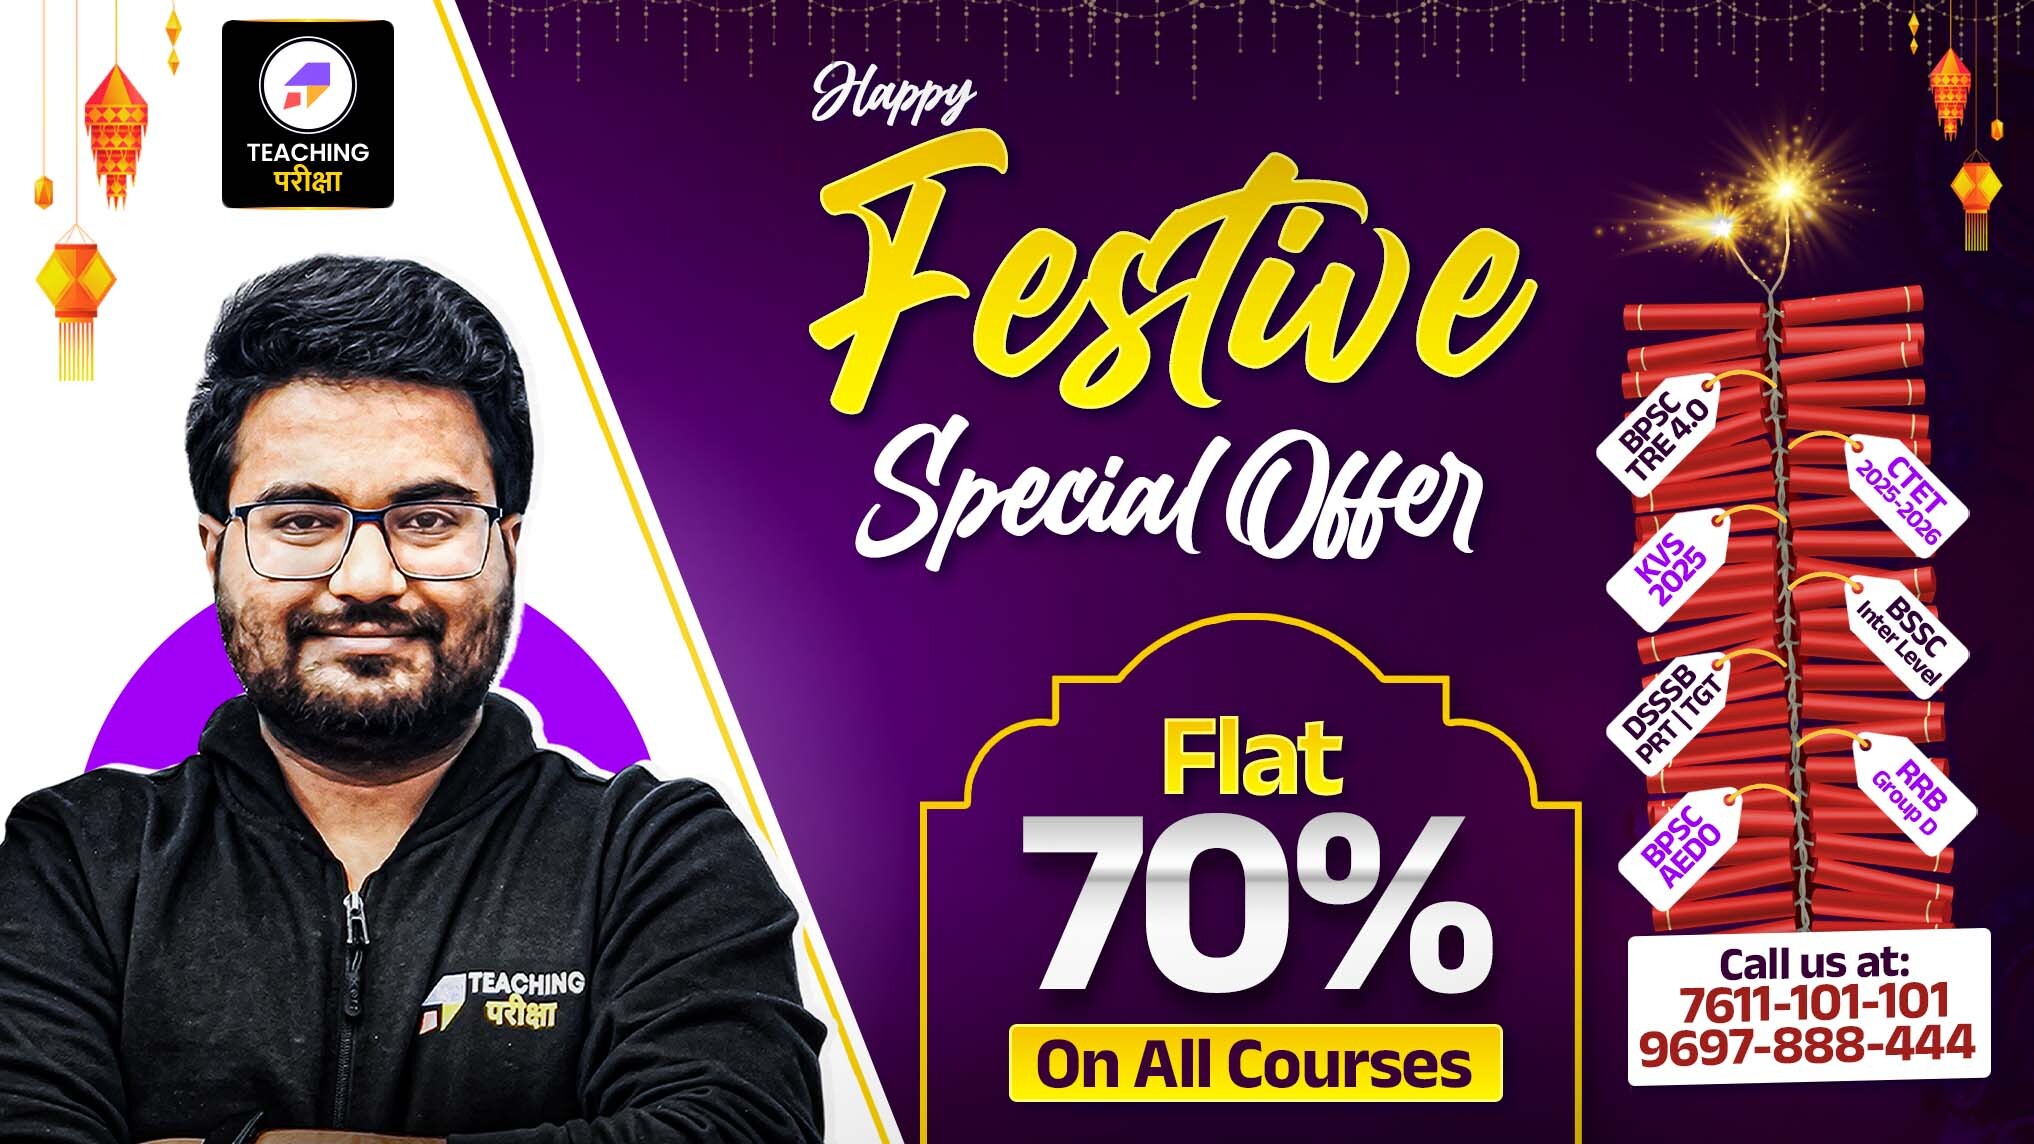 TEACHING
परीक्षा
Happy
Festive
Special Offer
Flat
70%
On All Courses
BPSC
TRE 4.0
CTET
2025-2026
KVS
2025
BSSC
Inter Level
DSSSB
PRT | TGT
RRB
Group D
BPSC
AEDO
Call us at:
7611-101-101
9697-888-444
TEACHING
परीक्षा